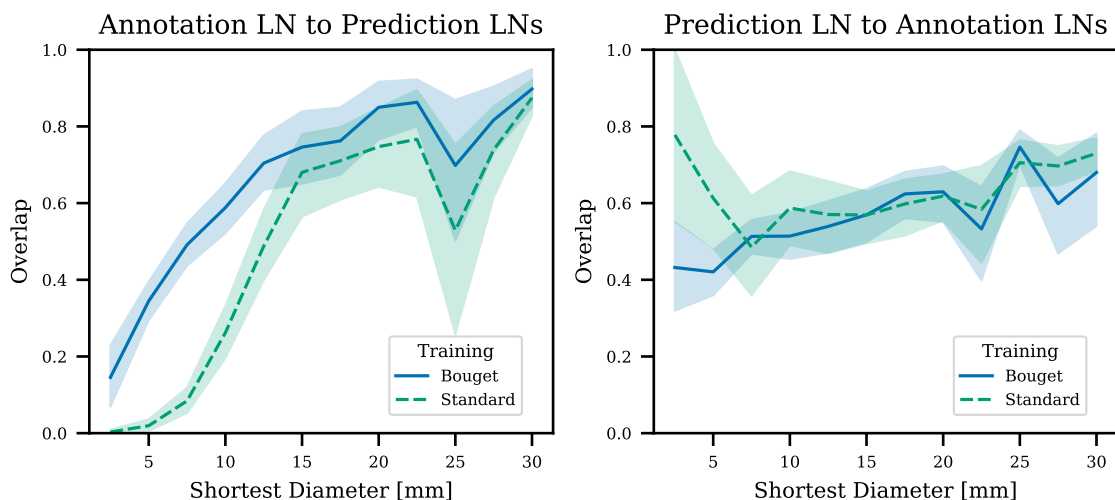 Annotation LN to Prediction LNs
Overlap
1.0
0.8
0.6
0.4
0.2
0.0
5
10
15
20
25
30
Shortest Diameter [mm]
Training
Bouget
Standard
Prediction LN to Annotation LNs
Overlap
1.0
0.8
0.6
0.4
0.2
0.0
5
10
15
20
25
30
Shortest Diameter [mm]
Training
Bouget
Standard